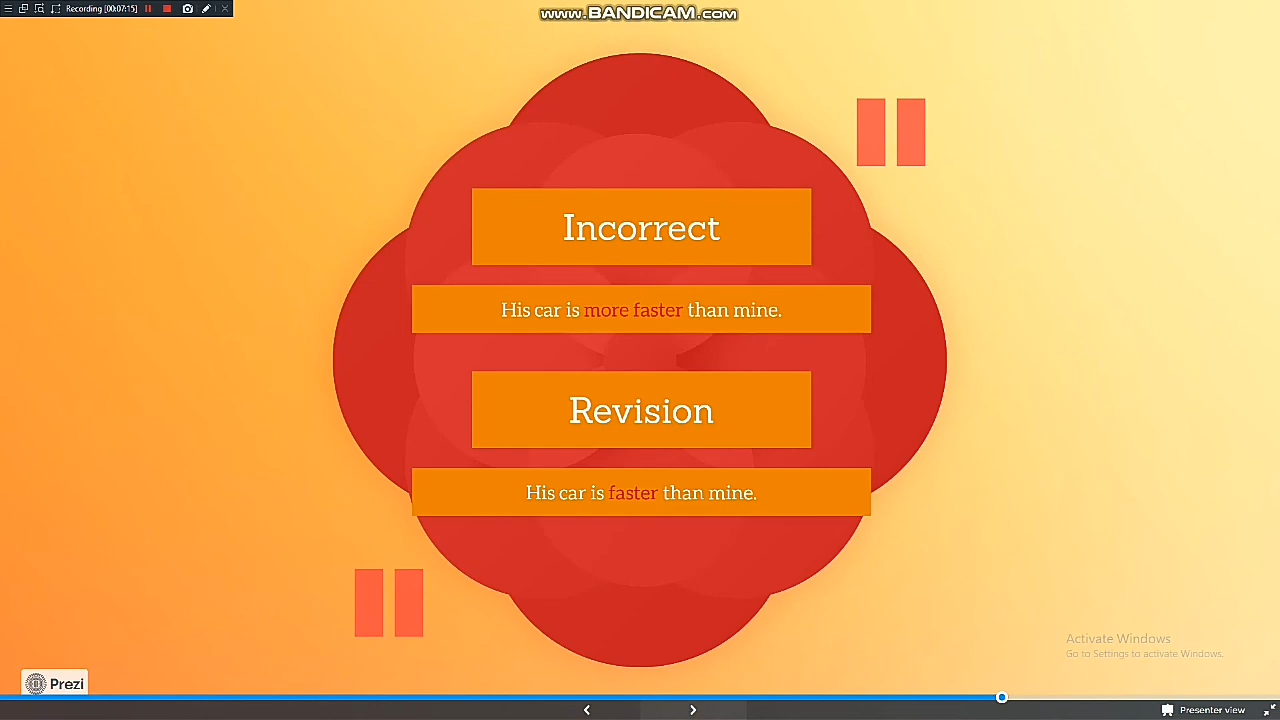 Recording [00:07:15]
www.BANDICAM.com
Incorrect
His car is more faster than mine.
Revision
His car is faster than mine.
Activate Windows
Go to Settings to activate Windows.
Prezi
Presenter view